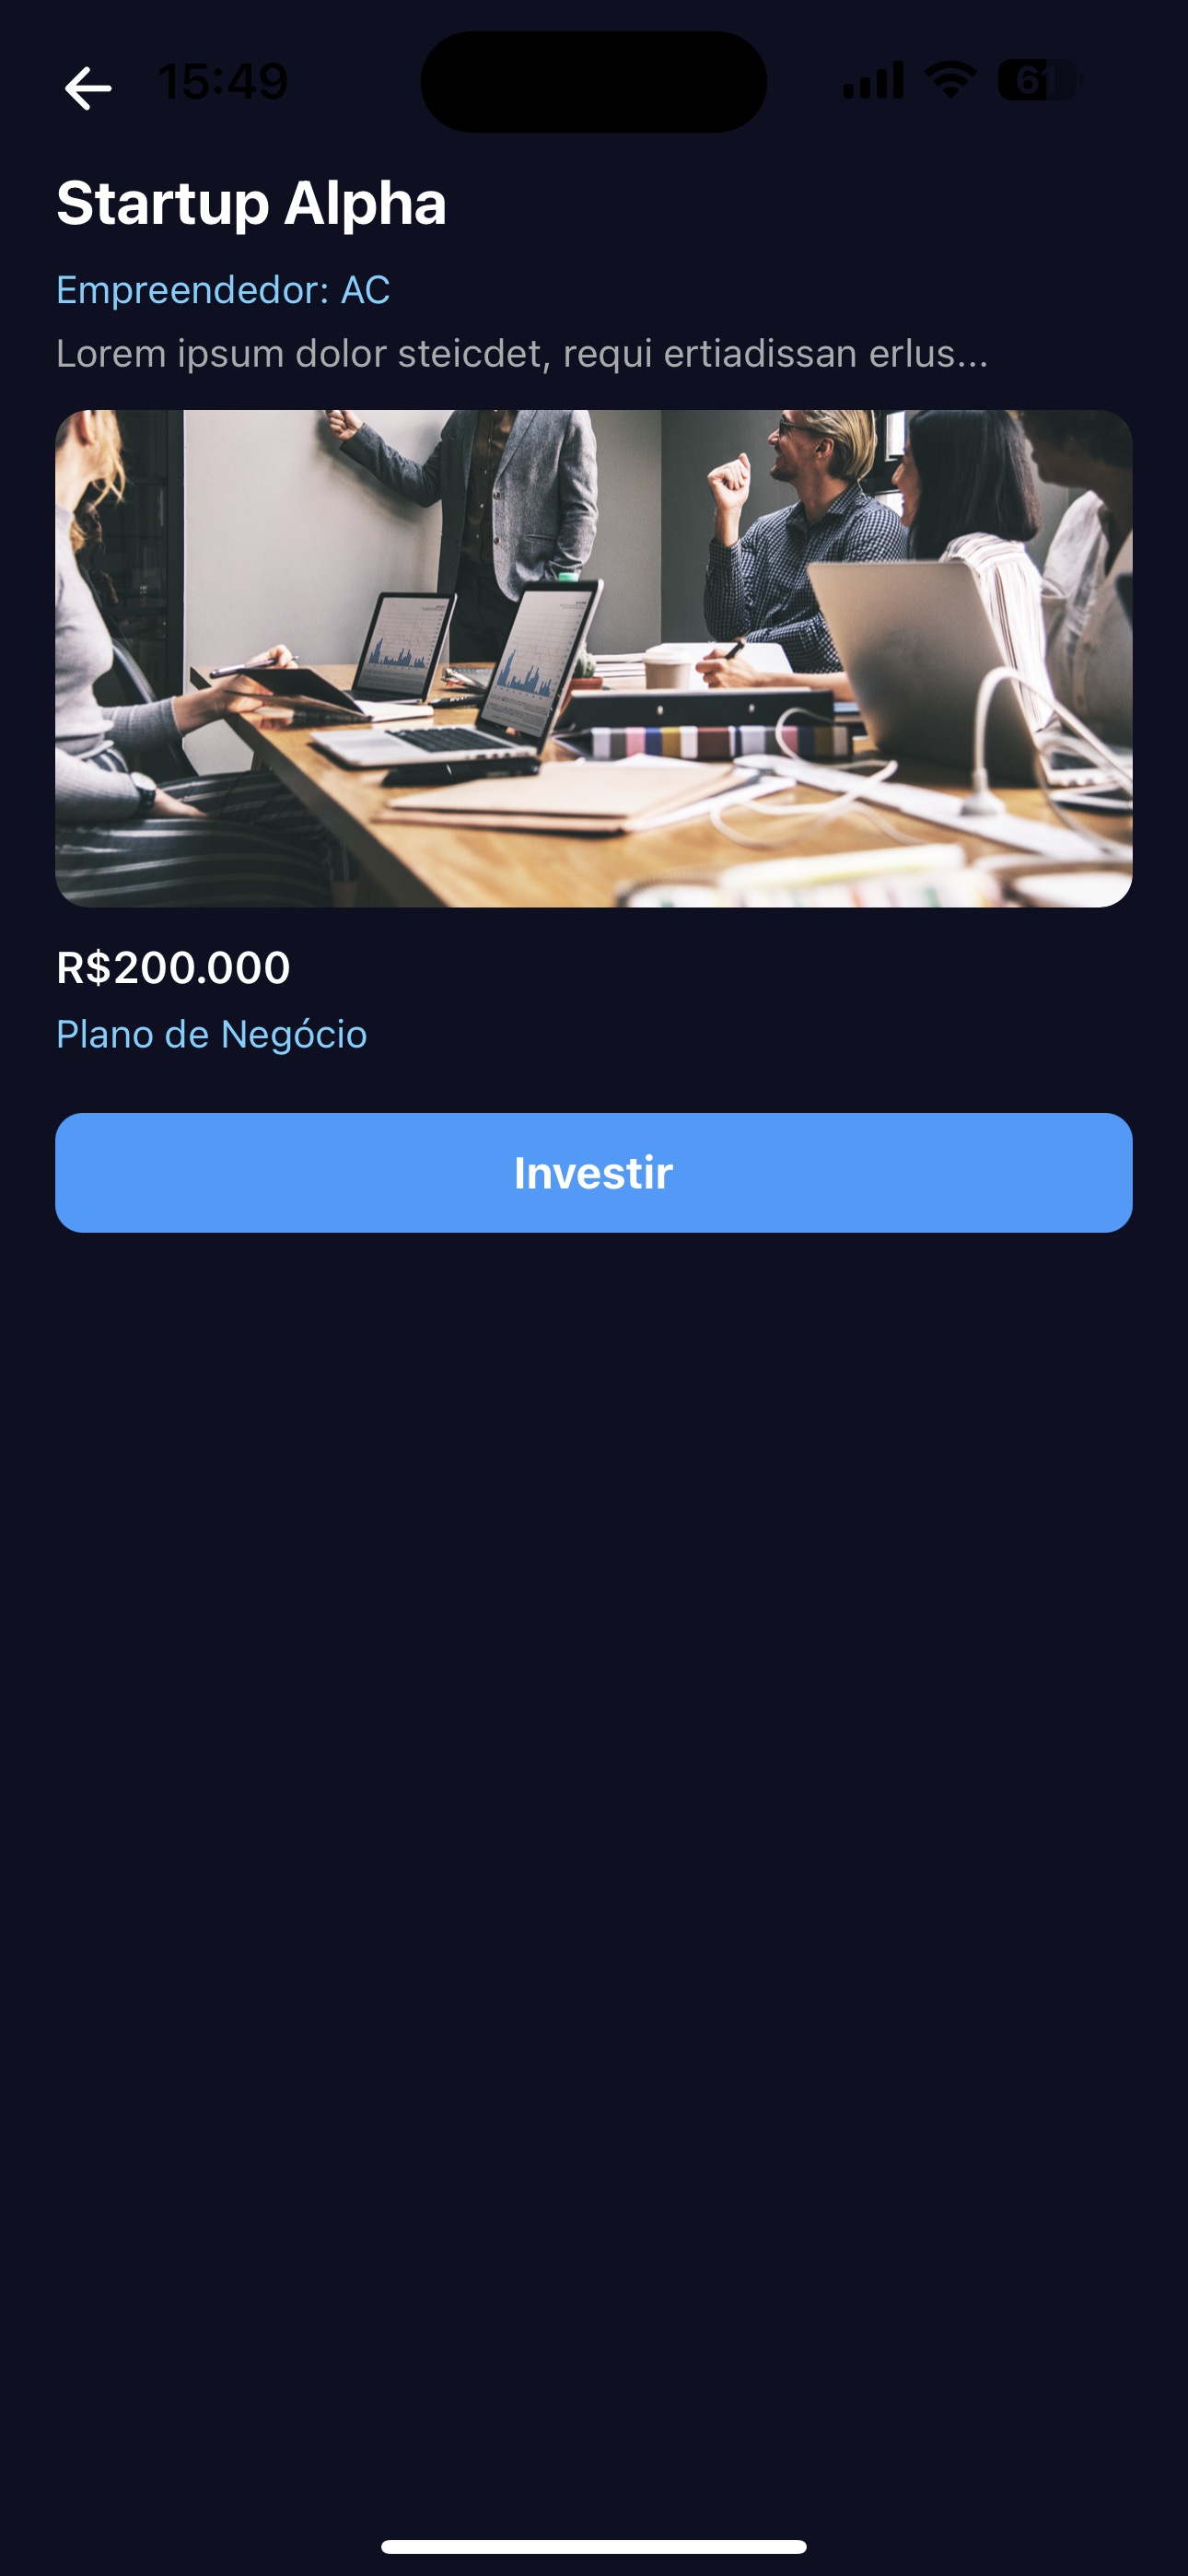 15:49
61
Startup Alpha
Empreendedor: AC
Lorem ipsum dolor steicdet, requi ertiadissan erlus...
R$200.000
Plano de Negócio
Investir